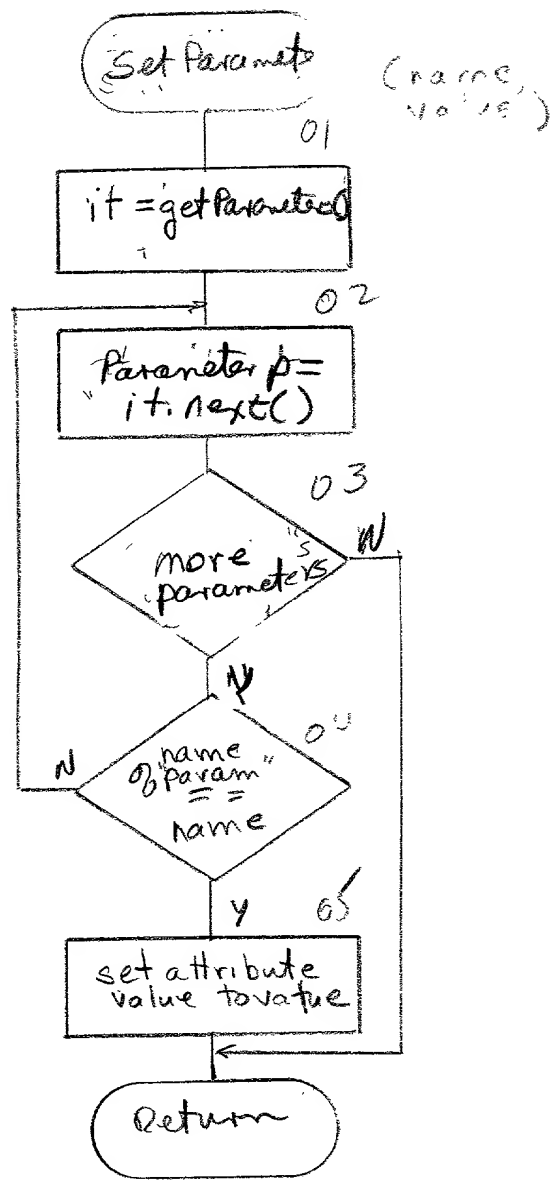 Set Paramete
(name,
value)
01
it = getParameter()
02
Parameter p =
it.next()
03
more
parameters
N
Y
04
name
of param
==
name
N
Y
05
set attribute
value to value
Return